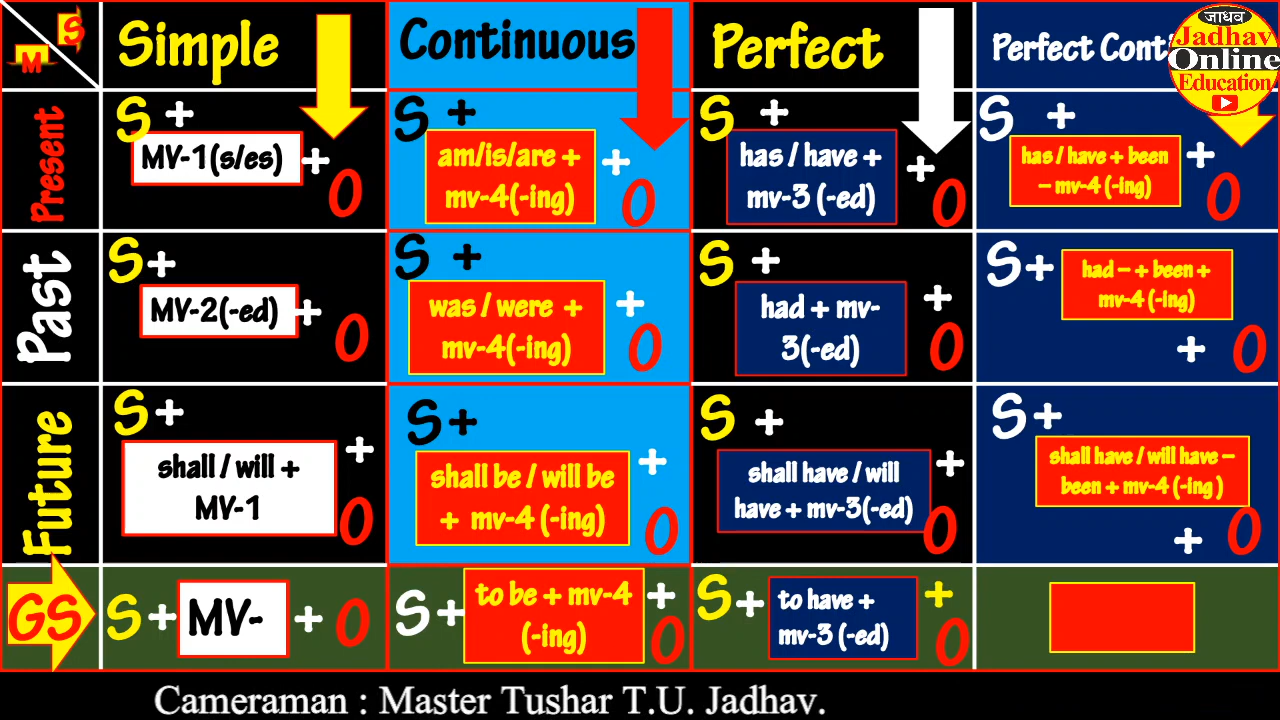 S
M
Simple
Continuous
Perfect
Perfect Cont
जाधव
Jadhav
Online
Education
Present
S +
MV-1(s/es)
+
O
S +
am/is/are +
mv-4(-ing)
+
O
S +
has / have +
mv-3 (-ed)
+
O
S +
has / have + been
– mv-4 (-ing)
+
O
Past
S+
MV-2(-ed)
+
O
S +
was / were +
mv-4(-ing)
+
O
S +
had + mv-
3(-ed)
+
O
S+
had – + been +
mv-4 (-ing)
+ O
Future
S+
shall / will +
MV-1
+
O
S+
shall be / will be
+ mv-4 (-ing)
+
O
S +
shall have / will
have + mv-3(-ed)
+
O
S+
shall have / will have –
been + mv-4 (-ing )
+ O
GS
S+ MV- + O
S+
to be + mv-4
(-ing)
+
O
S+
to have +
mv-3 (-ed)
+
O
Cameraman : Master Tushar T.U. Jadhav.